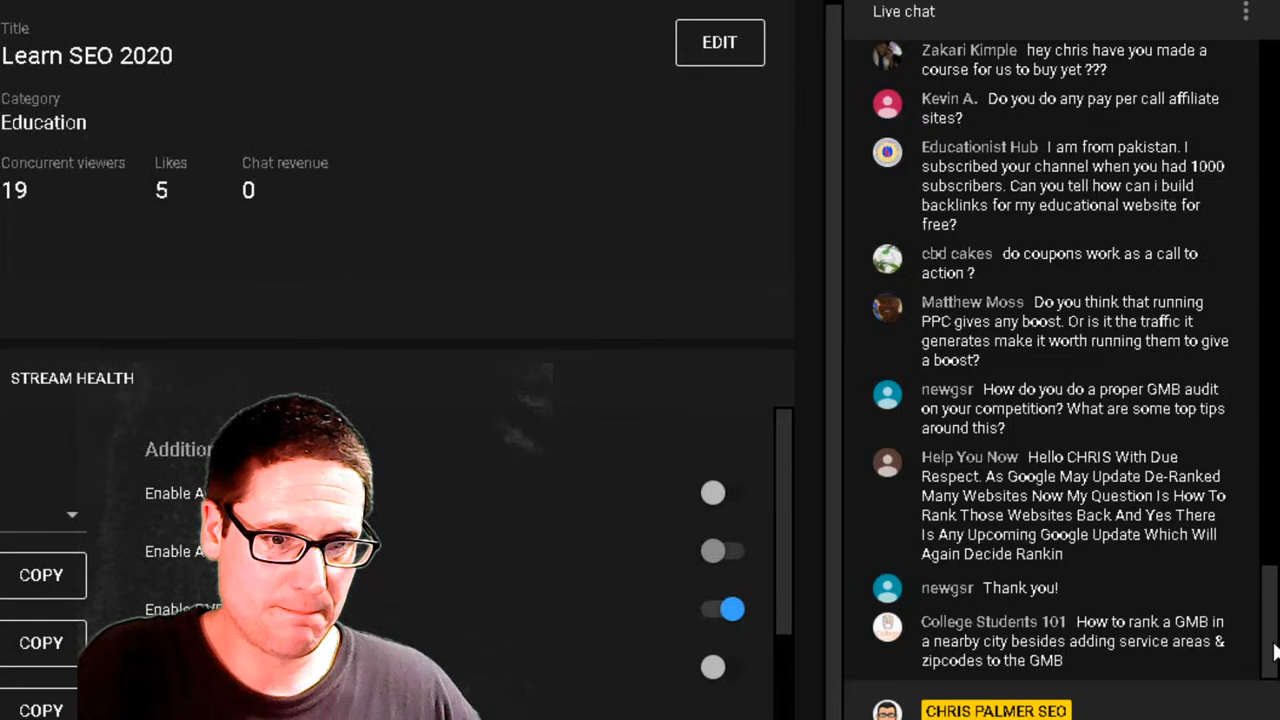 Title
Learn SEO 2020
EDIT
Category
Education
Concurrent viewers Likes Chat revenue
19 5 0
STREAM HEALTH
Enable
Enable
Enable
COPY
COPY
COPY
Live chat
Zakari Kimple hey chris have you made a
course for us to buy yet ???
Kevin A. Do you do any pay per call affiliate
sites?
Educationist Hub I am from pakistan. I
subscribed your channel when you had 1000
subscribers. Can you tell how can i build
backlinks for my educational website for
free?
cbd cakes do coupons work as a call to
action ?
Matthew Moss Do you think that running
PPC gives any boost. Or is it the traffic it
generates make it worth running them to give
a boost?
newgsr How do you do a proper GMB audit
on your competition? What are some top tips
around this?
Help You Now Hello CHRIS With Due
Respect. As Google May Update De-Ranked
Many Websites Now My Question Is How To
Rank Those Websites Back And Yes There
Is Any Upcoming Google Update Which Will
Again Decide Rankin
newgsr Thank you!
College Students 101 How to rank a GMB in
a nearby city besides adding service areas &
zipcodes to the GMB
CHRIS PALMER SEO